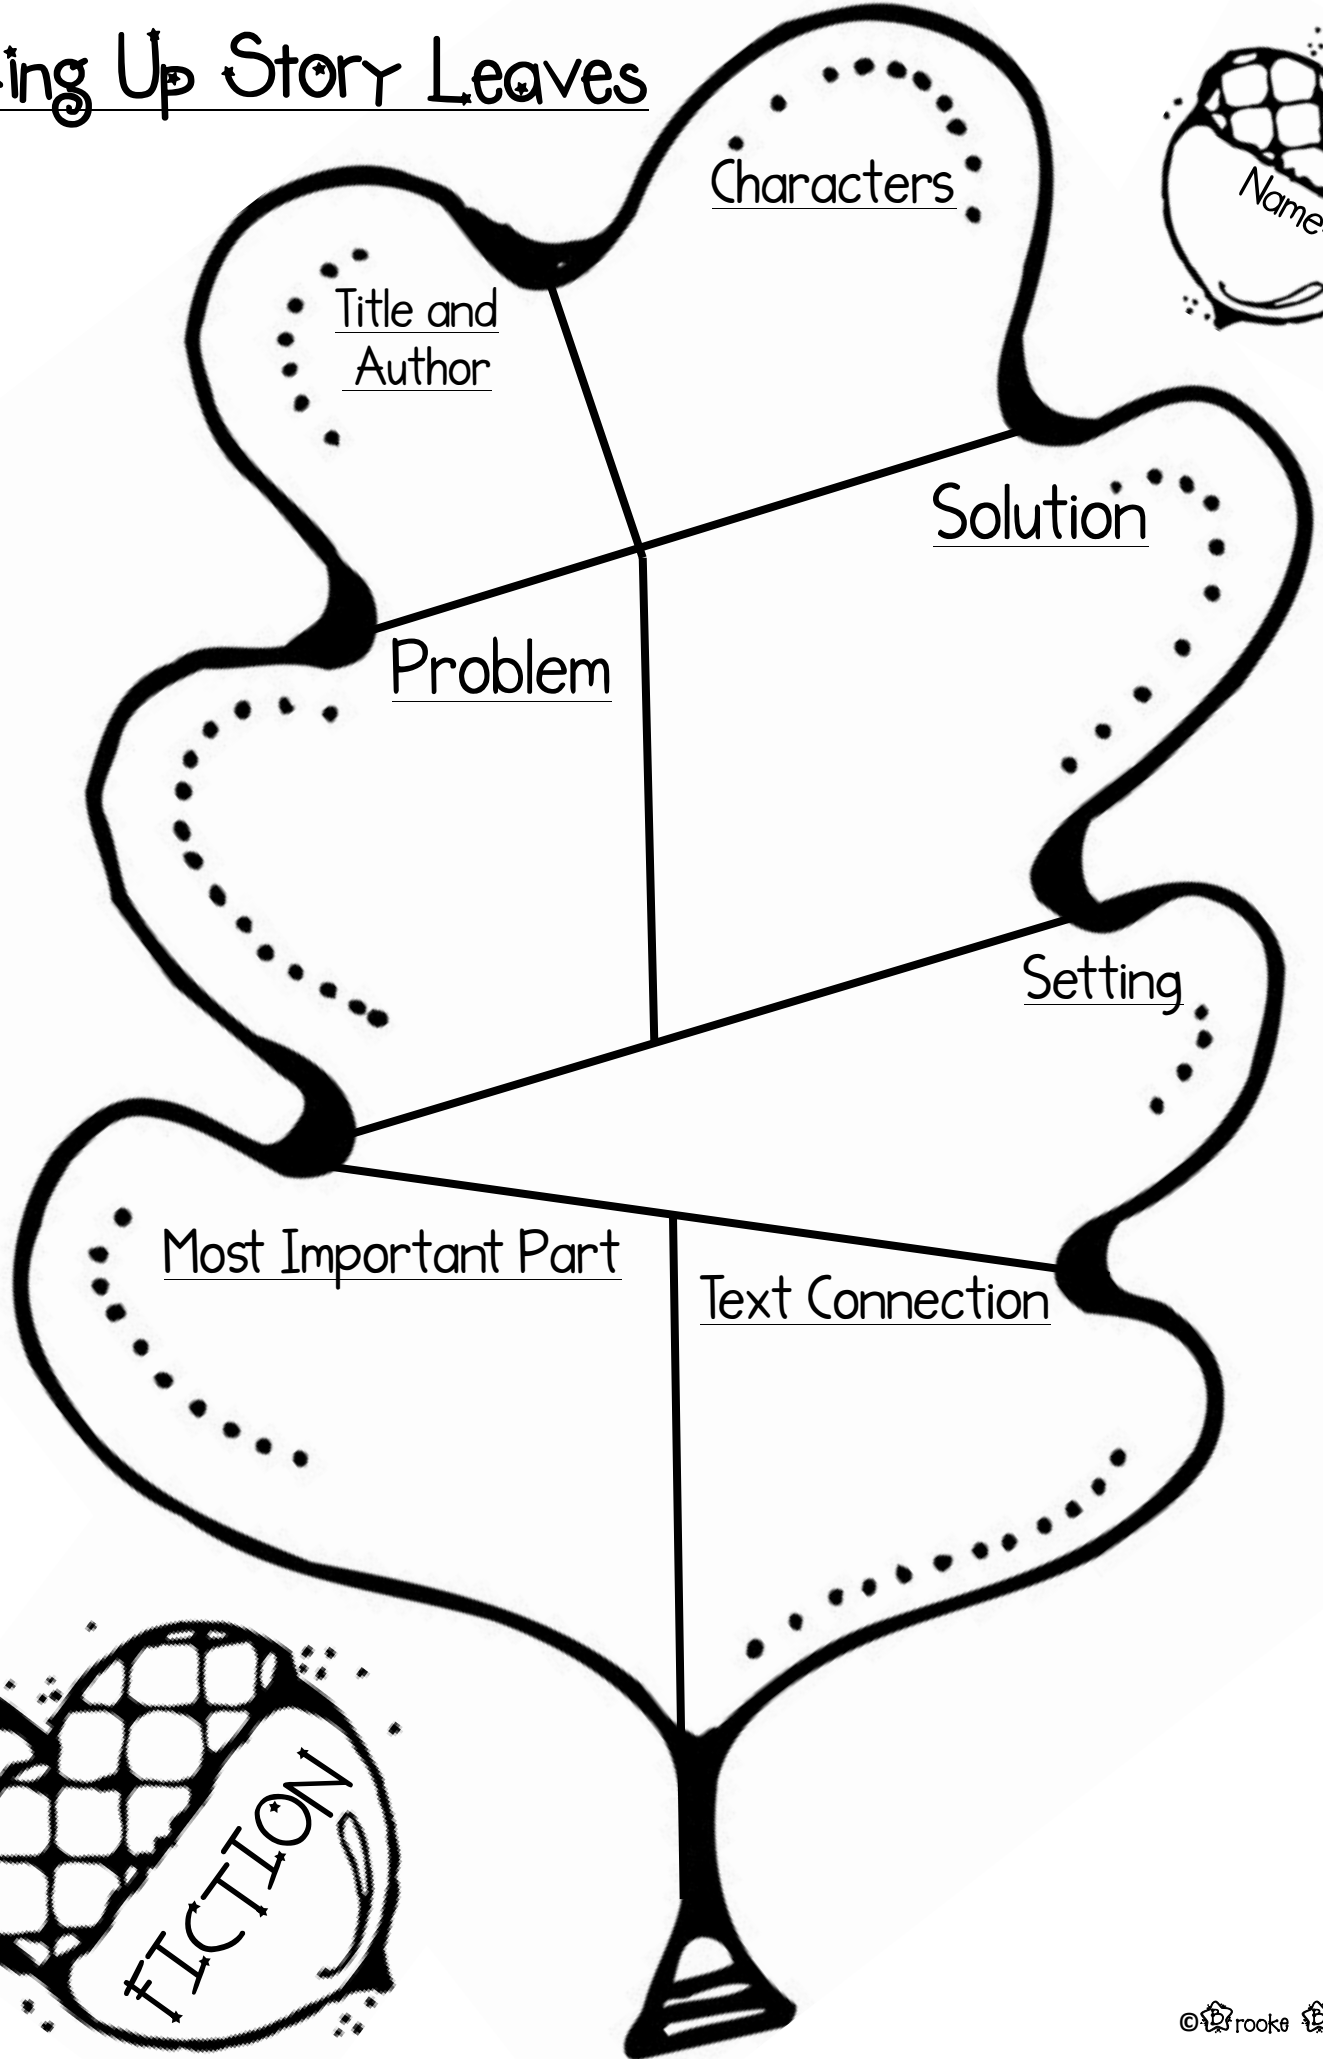 ing Up Story Leaves
Characters
Name
Title and
Author
Solution
Problem
Setting
Most Important Part
Text Connection
FICTION
© Brooke B